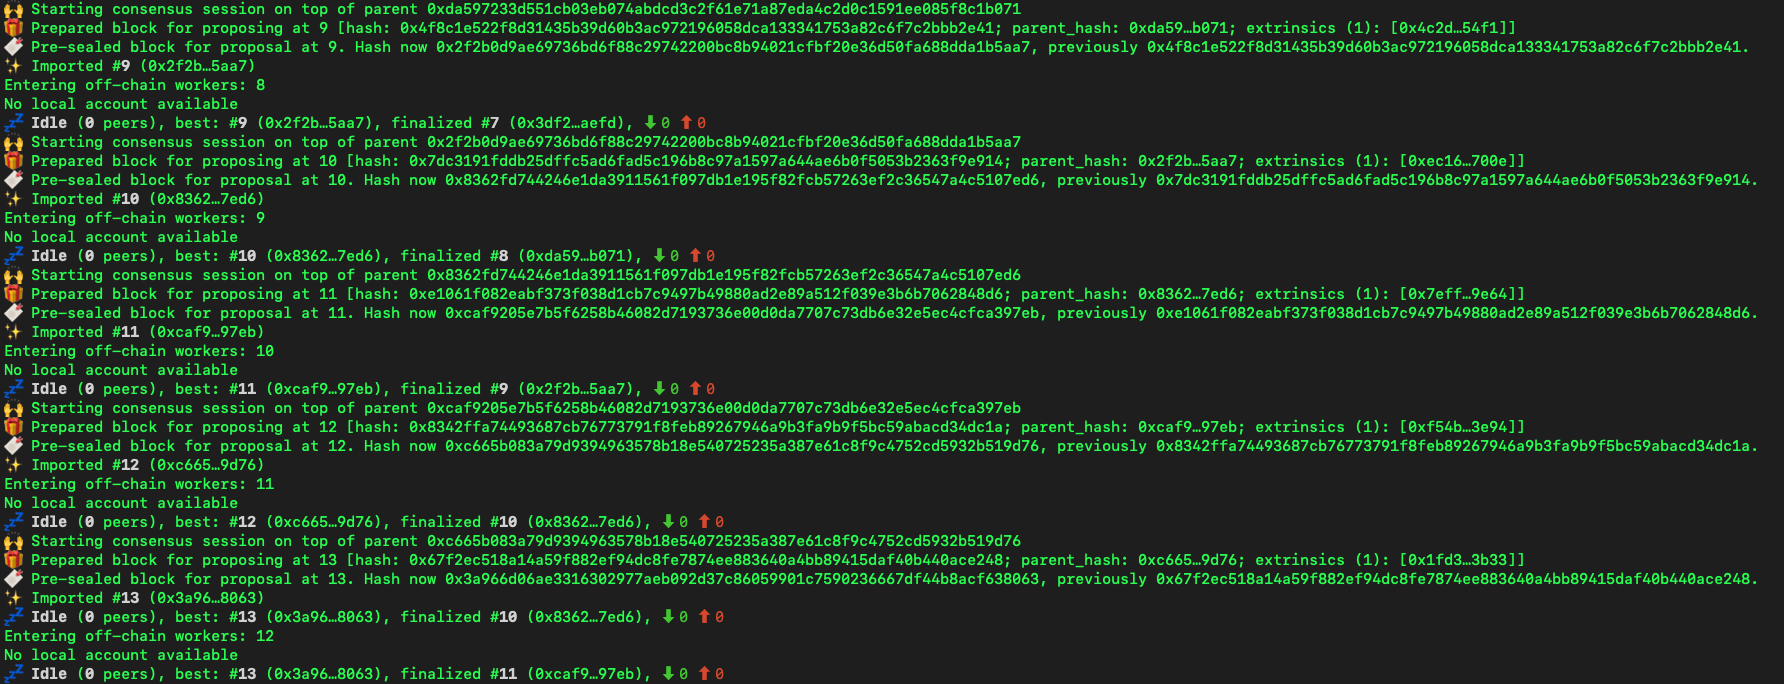 🙌 Starting consensus session on top of parent 0xda597233d551cb03eb074abdcd3c2f61e71a87eda4c2d0c1591ee085f8c1b071
🎁 Prepared block for proposing at 9 [hash: 0x4f8c1e522f8d31435b39d60b3ac972196058dca133341753a82c6f7c2bbb2e41; parent_hash: 0xda59…b071; extrinsics (1): [0x4c2d…54f1]]
🔖 Pre-sealed block for proposal at 9. Hash now 0x2f2b0d9ae69736bd6f88c29742200bc8b94021cfbf20e36d50fa688dda1b5aa7, previously 0x4f8c1e522f8d31435b39d60b3ac972196058dca133341753a82c6f7c2bbb2e41.
✨ Imported #9 (0x2f2b…5aa7)
Entering off-chain workers: 8
No local account available
💤 Idle (0 peers), best: #9 (0x2f2b…5aa7), finalized #7 (0x3df2…aefd), ⬇ 0 ⬆ 0
🙌 Starting consensus session on top of parent 0x2f2b0d9ae69736bd6f88c29742200bc8b94021cfbf20e36d50fa688dda1b5aa7
🎁 Prepared block for proposing at 10 [hash: 0x7dc3191fddb25dffc5ad6fad5c196b8c97a1597a644ae6b0f5053b2363f9e914; parent_hash: 0x2f2b…5aa7; extrinsics (1): [0xec16…700e]]
🔖 Pre-sealed block for proposal at 10. Hash now 0x8362fd744246e1da3911561f097db1e195f82fcb57263ef2c36547a4c5107ed6, previously 0x7dc3191fddb25dffc5ad6fad5c196b8c97a1597a644ae6b0f5053b2363f9e914.
✨ Imported #10 (0x8362…7ed6)
Entering off-chain workers: 9
No local account available
💤 Idle (0 peers), best: #10 (0x8362…7ed6), finalized #8 (0xda59…b071), ⬇ 0 ⬆ 0
🙌 Starting consensus session on top of parent 0x8362fd744246e1da3911561f097db1e195f82fcb57263ef2c36547a4c5107ed6
🎁 Prepared block for proposing at 11 [hash: 0xe1061f082eabf373f038d1cb7c9497b49880ad2e89a512f039e3b6b7062848d6; parent_hash: 0x8362…7ed6; extrinsics (1): [0x7eff…9e64]]
🔖 Pre-sealed block for proposal at 11. Hash now 0xcaf9205e7b5f6258b46082d7193736e00d0da7707c73db6e32e5ec4cfca397eb, previously 0xe1061f082eabf373f038d1cb7c9497b49880ad2e89a512f039e3b6b7062848d6.
✨ Imported #11 (0xcaf9…97eb)
Entering off-chain workers: 10
No local account available
💤 Idle (0 peers), best: #11 (0xcaf9…97eb), finalized #9 (0x2f2b…5aa7), ⬇ 0 ⬆ 0
🙌 Starting consensus session on top of parent 0xcaf9205e7b5f6258b46082d7193736e00d0da7707c73db6e32e5ec4cfca397eb
🎁 Prepared block for proposing at 12 [hash: 0x8342ffa74493687cb76773791f8feb89267946a9b3fa9b9f5bc59abacd34dc1a; parent_hash: 0xcaf9…97eb; extrinsics (1): [0xf54b…3e94]]
🔖 Pre-sealed block for proposal at 12. Hash now 0xc665b083a79d9394963578b18e540725235a387e61c8f9c4752cd5932b519d76, previously 0x8342ffa74493687cb76773791f8feb89267946a9b3fa9b9f5bc59abacd34dc1a.
✨ Imported #12 (0xc665…9d76)
Entering off-chain workers: 11
No local account available
💤 Idle (0 peers), best: #12 (0xc665…9d76), finalized #10 (0x8362…7ed6), ⬇ 0 ⬆ 0
🙌 Starting consensus session on top of parent 0xc665b083a79d9394963578b18e540725235a387e61c8f9c4752cd5932b519d76
🎁 Prepared block for proposing at 13 [hash: 0x67f2ec518a14a59f882ef94dc8fe7874ee883640a4bb89415daf40b440ace248; parent_hash: 0xc665…9d76; extrinsics (1): [0x1fd3…3b33]]
🔖 Pre-sealed block for proposal at 13. Hash now 0x3a966d06ae3316302977aeb092d37c86059901c7590236667df44b8acf638063, previously 0x67f2ec518a14a59f882ef94dc8fe7874ee883640a4bb89415daf40b440ace248.
✨ Imported #13 (0x3a96…8063)
💤 Idle (0 peers), best: #13 (0x3a96…8063), finalized #10 (0x8362…7ed6), ⬇ 0 ⬆ 0
Entering off-chain workers: 12
No local account available
💤 Idle (0 peers), best: #13 (0x3a96…8063), finalized #11 (0xcaf9…97eb), ⬇ 0 ⬆ 0